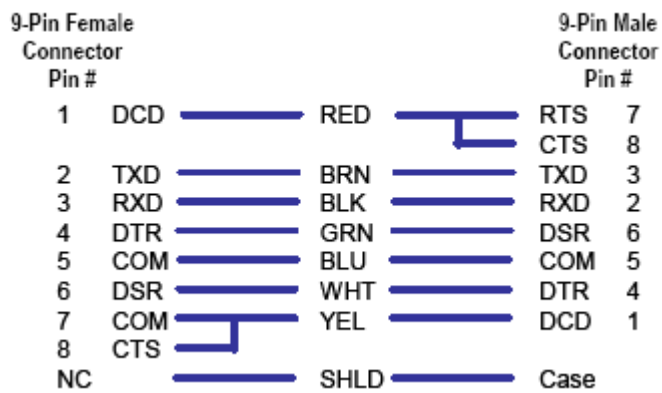 9-Pin Female 9-Pin Male
Connector Connector
Pin # Pin #
1 DCD RED RTS 7
CTS 8
2 TXD BRN TXD 3
3 RXD BLK RXD 2
4 DTR GRN DSR 6
5 COM BLU COM 5
6 DSR WHT DTR 4
7 COM YEL DCD 1
8 CTS
NC SHLD Case